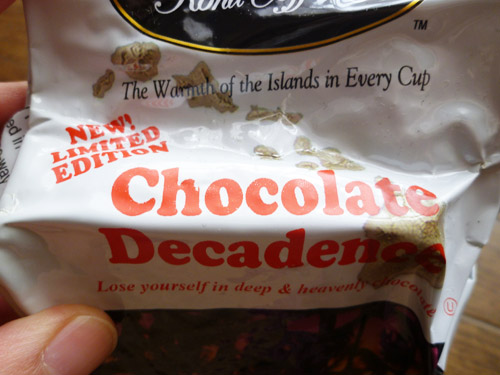 TM
The Warmth of the Islands in Every Cup
NEW!
LIMITED
EDITION
Chocolate
Decadence
Lose yourself in deep & heavenly chocolate
U